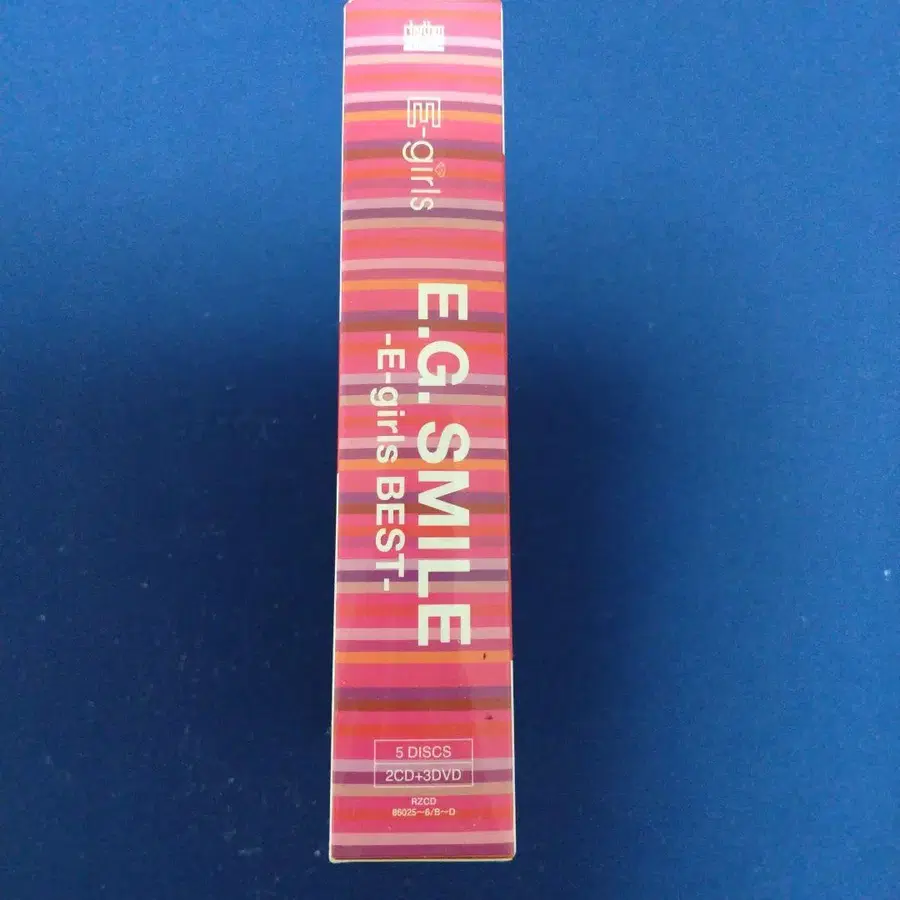 E-girls
E.G. SMILE
-E-girls BEST-
5 DISCS
2CD+3DVD
RZCD
86025~6/B~D